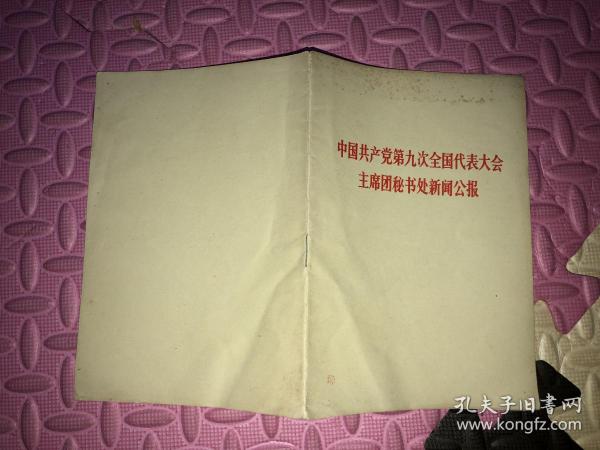 中国共产党第九次全国代表大会
主席团秘书处新闻公报
孔夫子旧書网
www.kongfz.com